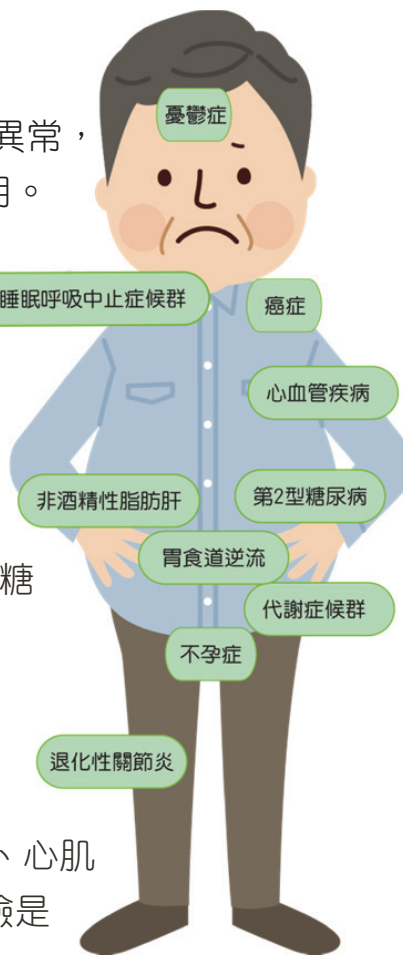 憂鬱症
異常，
用。
睡眠呼吸中止症候群
癌症
心血管疾病
非酒精性脂肪肝
第2型糖尿病
胃食道逆流
糖
代謝症候群
不孕症
退化性關節炎
、心肌
險是